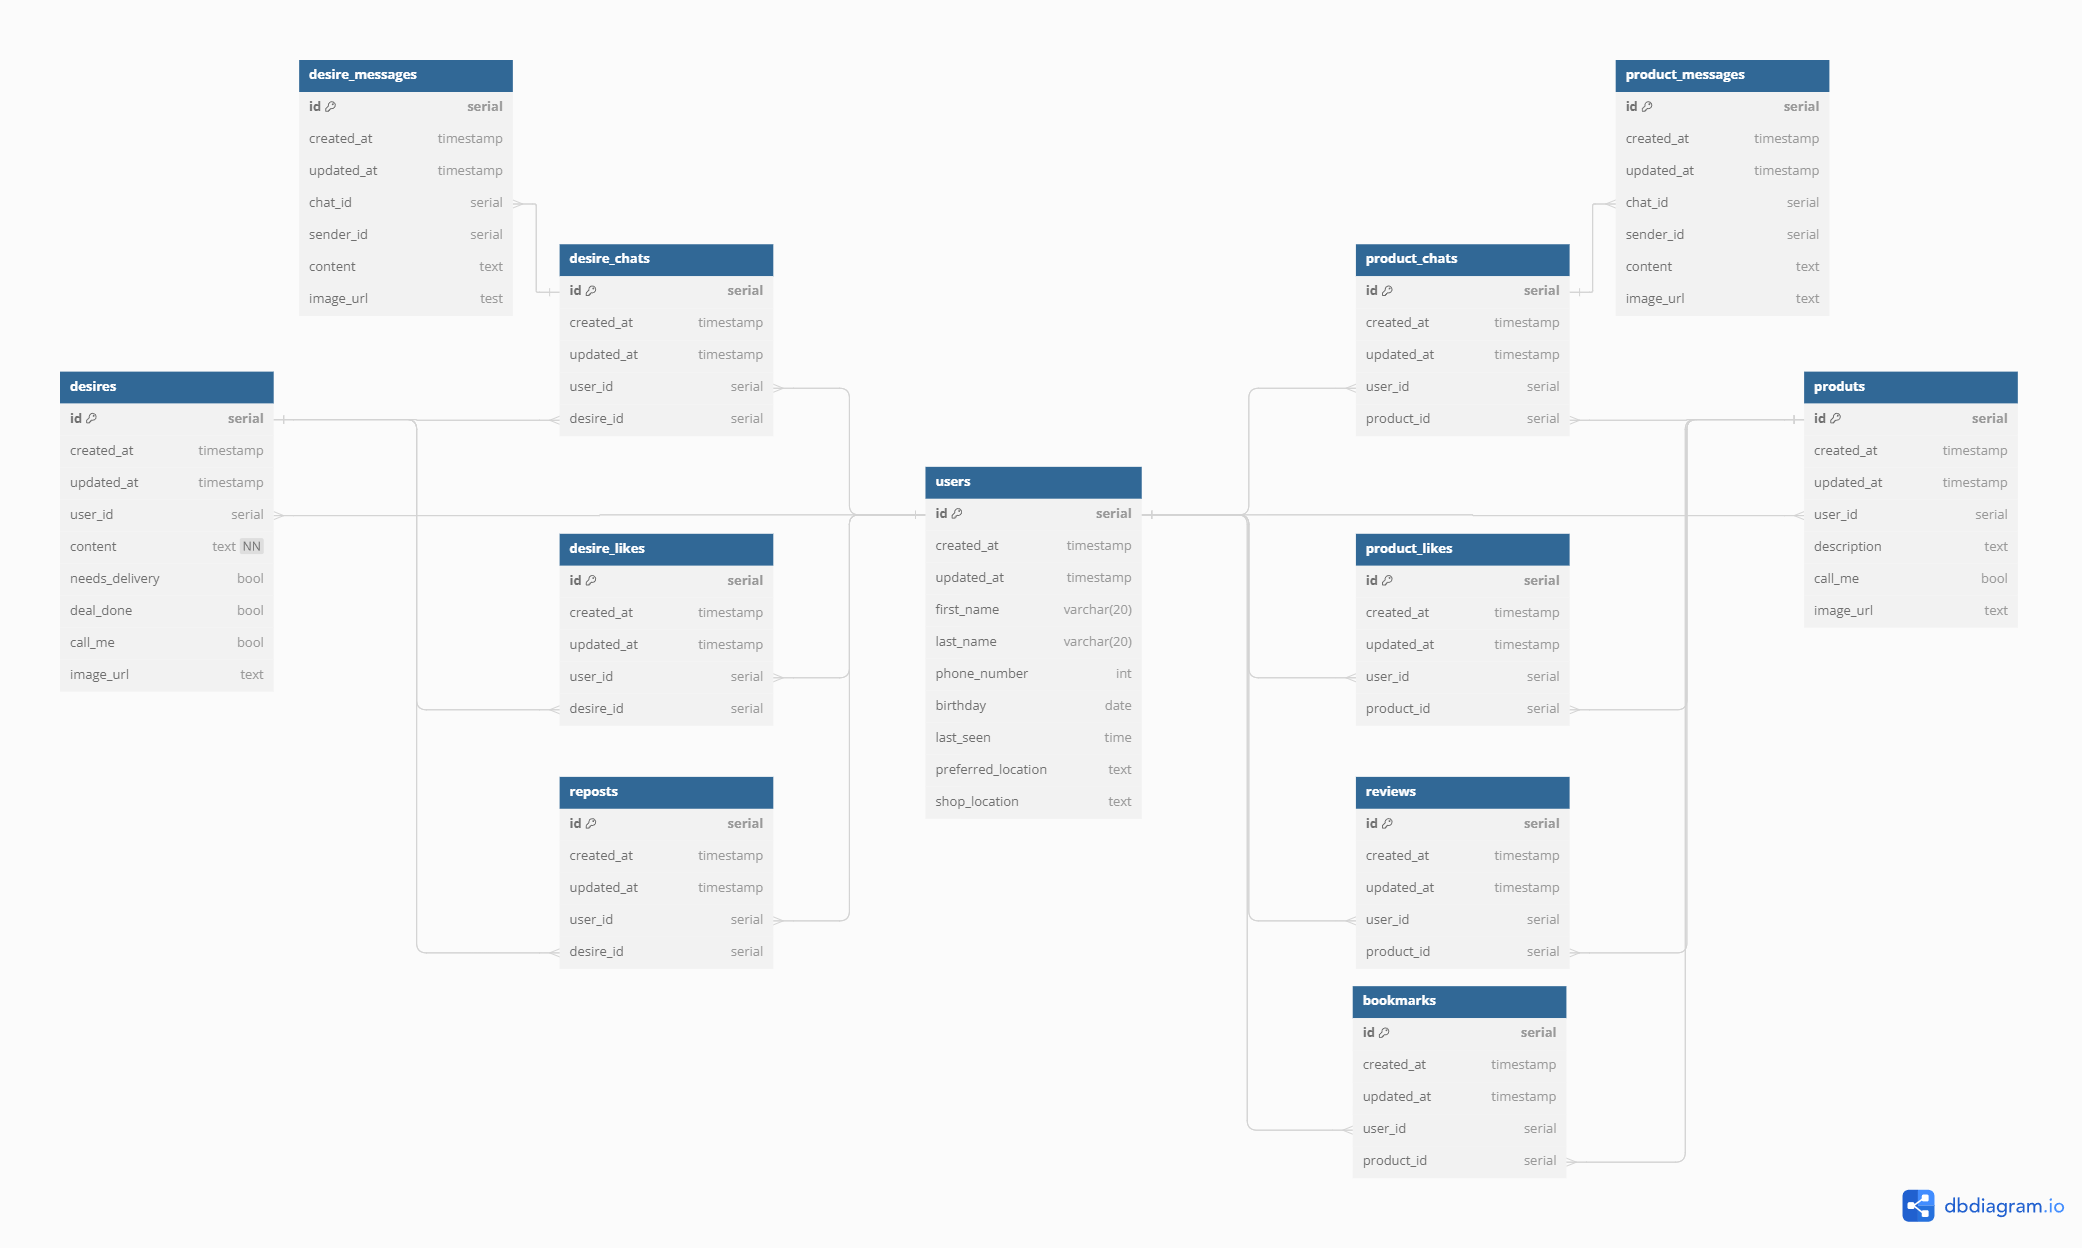 desire_messages
id serial
created_at timestamp
updated_at timestamp
chat_id serial
sender_id serial
content text
image_url test
product_messages
id serial
created_at timestamp
updated_at timestamp
chat_id serial
sender_id serial
content text
image_url text
desire_chats
id serial
created_at timestamp
updated_at timestamp
user_id serial
desire_id serial
product_chats
id serial
created_at timestamp
updated_at timestamp
user_id serial
product_id serial
desires
id serial
created_at timestamp
updated_at timestamp
user_id serial
content text NN
needs_delivery bool
deal_done bool
call_me bool
image_url text
produts
id serial
created_at timestamp
updated_at timestamp
user_id serial
description text
call_me bool
image_url text
users
id serial
created_at timestamp
updated_at timestamp
first_name varchar(20)
last_name varchar(20)
phone_number int
birthday date
last_seen time
preferred_location text
shop_location text
desire_likes
id serial
created_at timestamp
updated_at timestamp
user_id serial
desire_id serial
product_likes
id serial
created_at timestamp
updated_at timestamp
user_id serial
product_id serial
reposts
id serial
created_at timestamp
updated_at timestamp
user_id serial
desire_id serial
reviews
id serial
created_at timestamp
updated_at timestamp
user_id serial
product_id serial
bookmarks
id serial
created_at timestamp
updated_at timestamp
user_id serial
product_id serial
dbdiagram.io